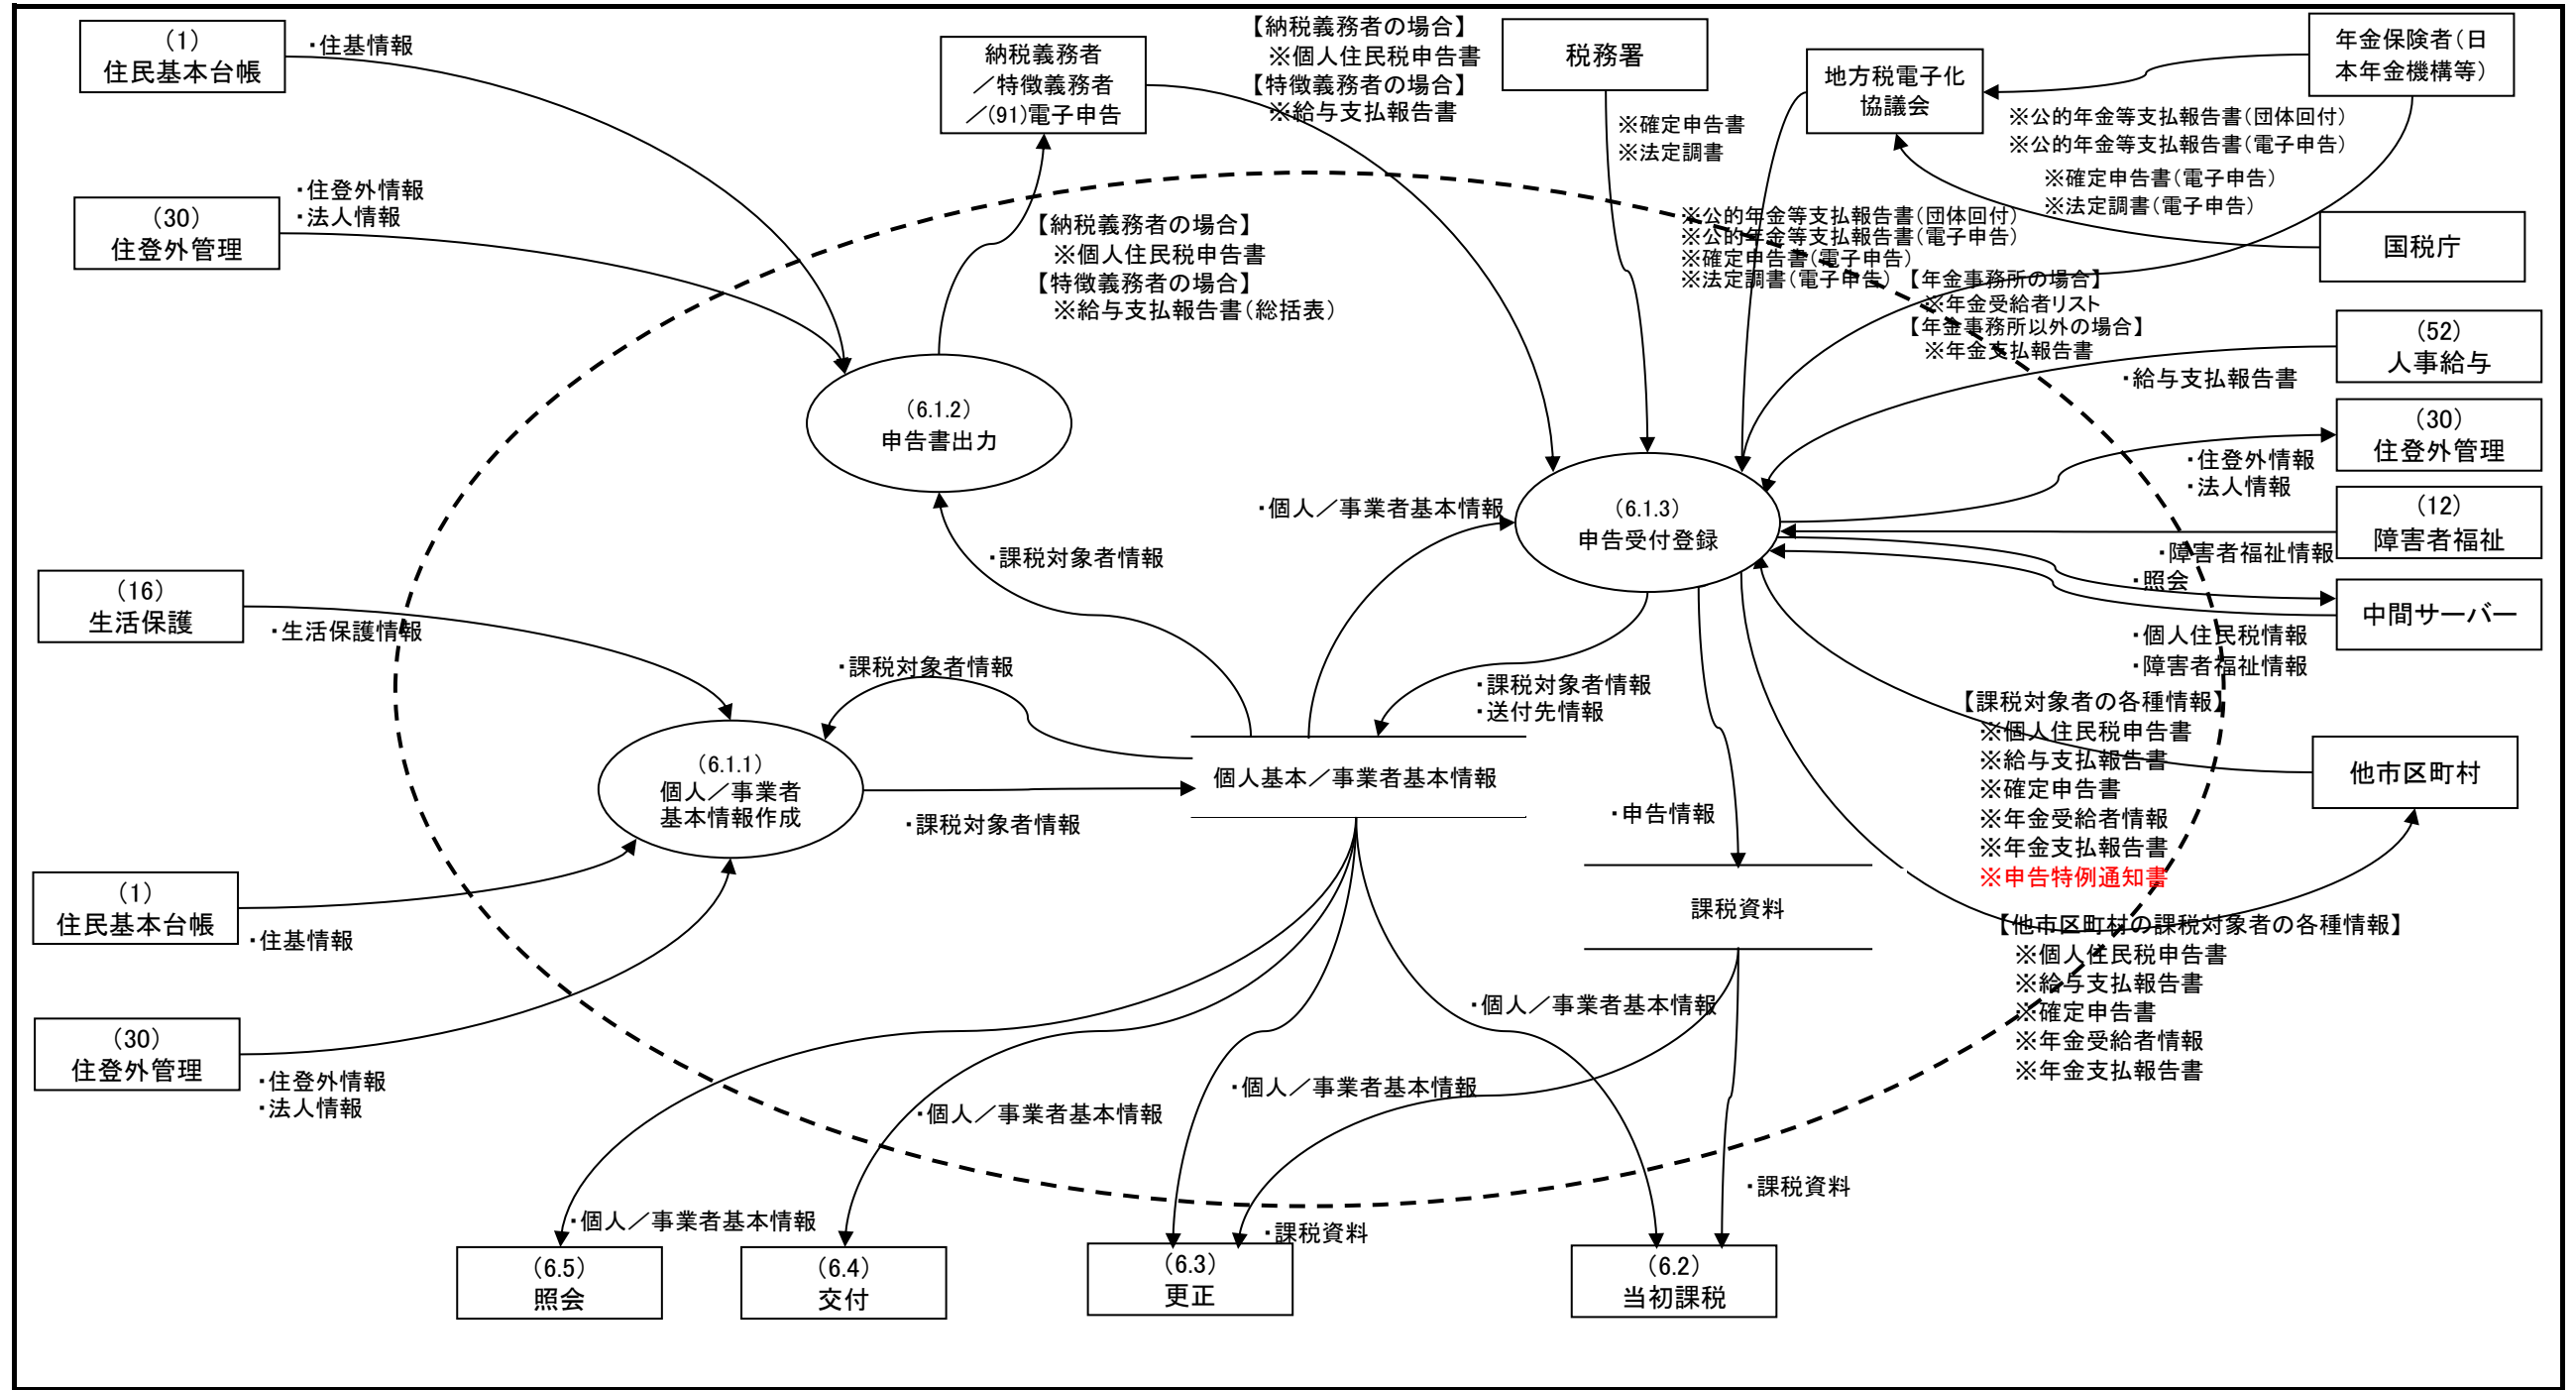 (1)
住民基本台帳
・住基情報
納税義務者
／特徴義務者
／(91)電子申告
【納税義務者の場合】
※個人住民税申告書
【特徴義務者の場合】
※給与支払報告書
税務署
※確定申告書
※法定調書
地方税電子化
協議会
年金保険者(日
本年金機構等)
※公的年金等支払報告書(団体回付)
※公的年金等支払報告書(電子申告)
※確定申告書(電子申告)
※法定調書(電子申告)
国税庁
(30)
住登外管理
・住登外情報
・法人情報
【納税義務者の場合】
※個人住民税申告書
【特徴義務者の場合】
※給与支払報告書(総括表)
※公的年金等支払報告書(団体回付)
※公的年金等支払報告書(電子申告)
※確定申告書(電子申告)
※法定調書(電子申告)
【年金事務所の場合】
※年金受給者リスト
【年金事務所以外の場合】
※年金支払報告書
(52)
人事給与
・給与支払報告書
(6.1.2)
申告書出力
(30)
住登外管理
・住登外情報
・法人情報
(6.1.3)
申告受付登録
・個人／事業者基本情報
・課税対象者情報
(12)
障害者福祉
・障害者福祉情報
・照会
中間サーバー
・個人住民税情報
・障害者福祉情報
(16)
生活保護
・生活保護情報
・課税対象者情報
・課税対象者情報
・送付先情報
(6.1.1)
個人／事業者
基本情報作成
・課税対象者情報
個人基本／事業者基本情報
・申告情報
【課税対象者の各種情報】
※個人住民税申告書
※給与支払報告書
※確定申告書
※年金受給者情報
※年金支払報告書
※申告特例通知書
他市区町村
(1)
住民基本台帳
・住基情報
課税資料
【他市区町村の課税対象者の各種情報】
※個人住民税申告書
※給与支払報告書
※確定申告書
※年金受給者情報
※年金支払報告書
(30)
住登外管理
・住登外情報
・法人情報
・個人／事業者基本情報
・個人／事業者基本情報
・個人／事業者基本情報
・個人／事業者基本情報
・課税資料
・課税資料
(6.5)
照会
(6.4)
交付
(6.3)
更正
(6.2)
当初課税